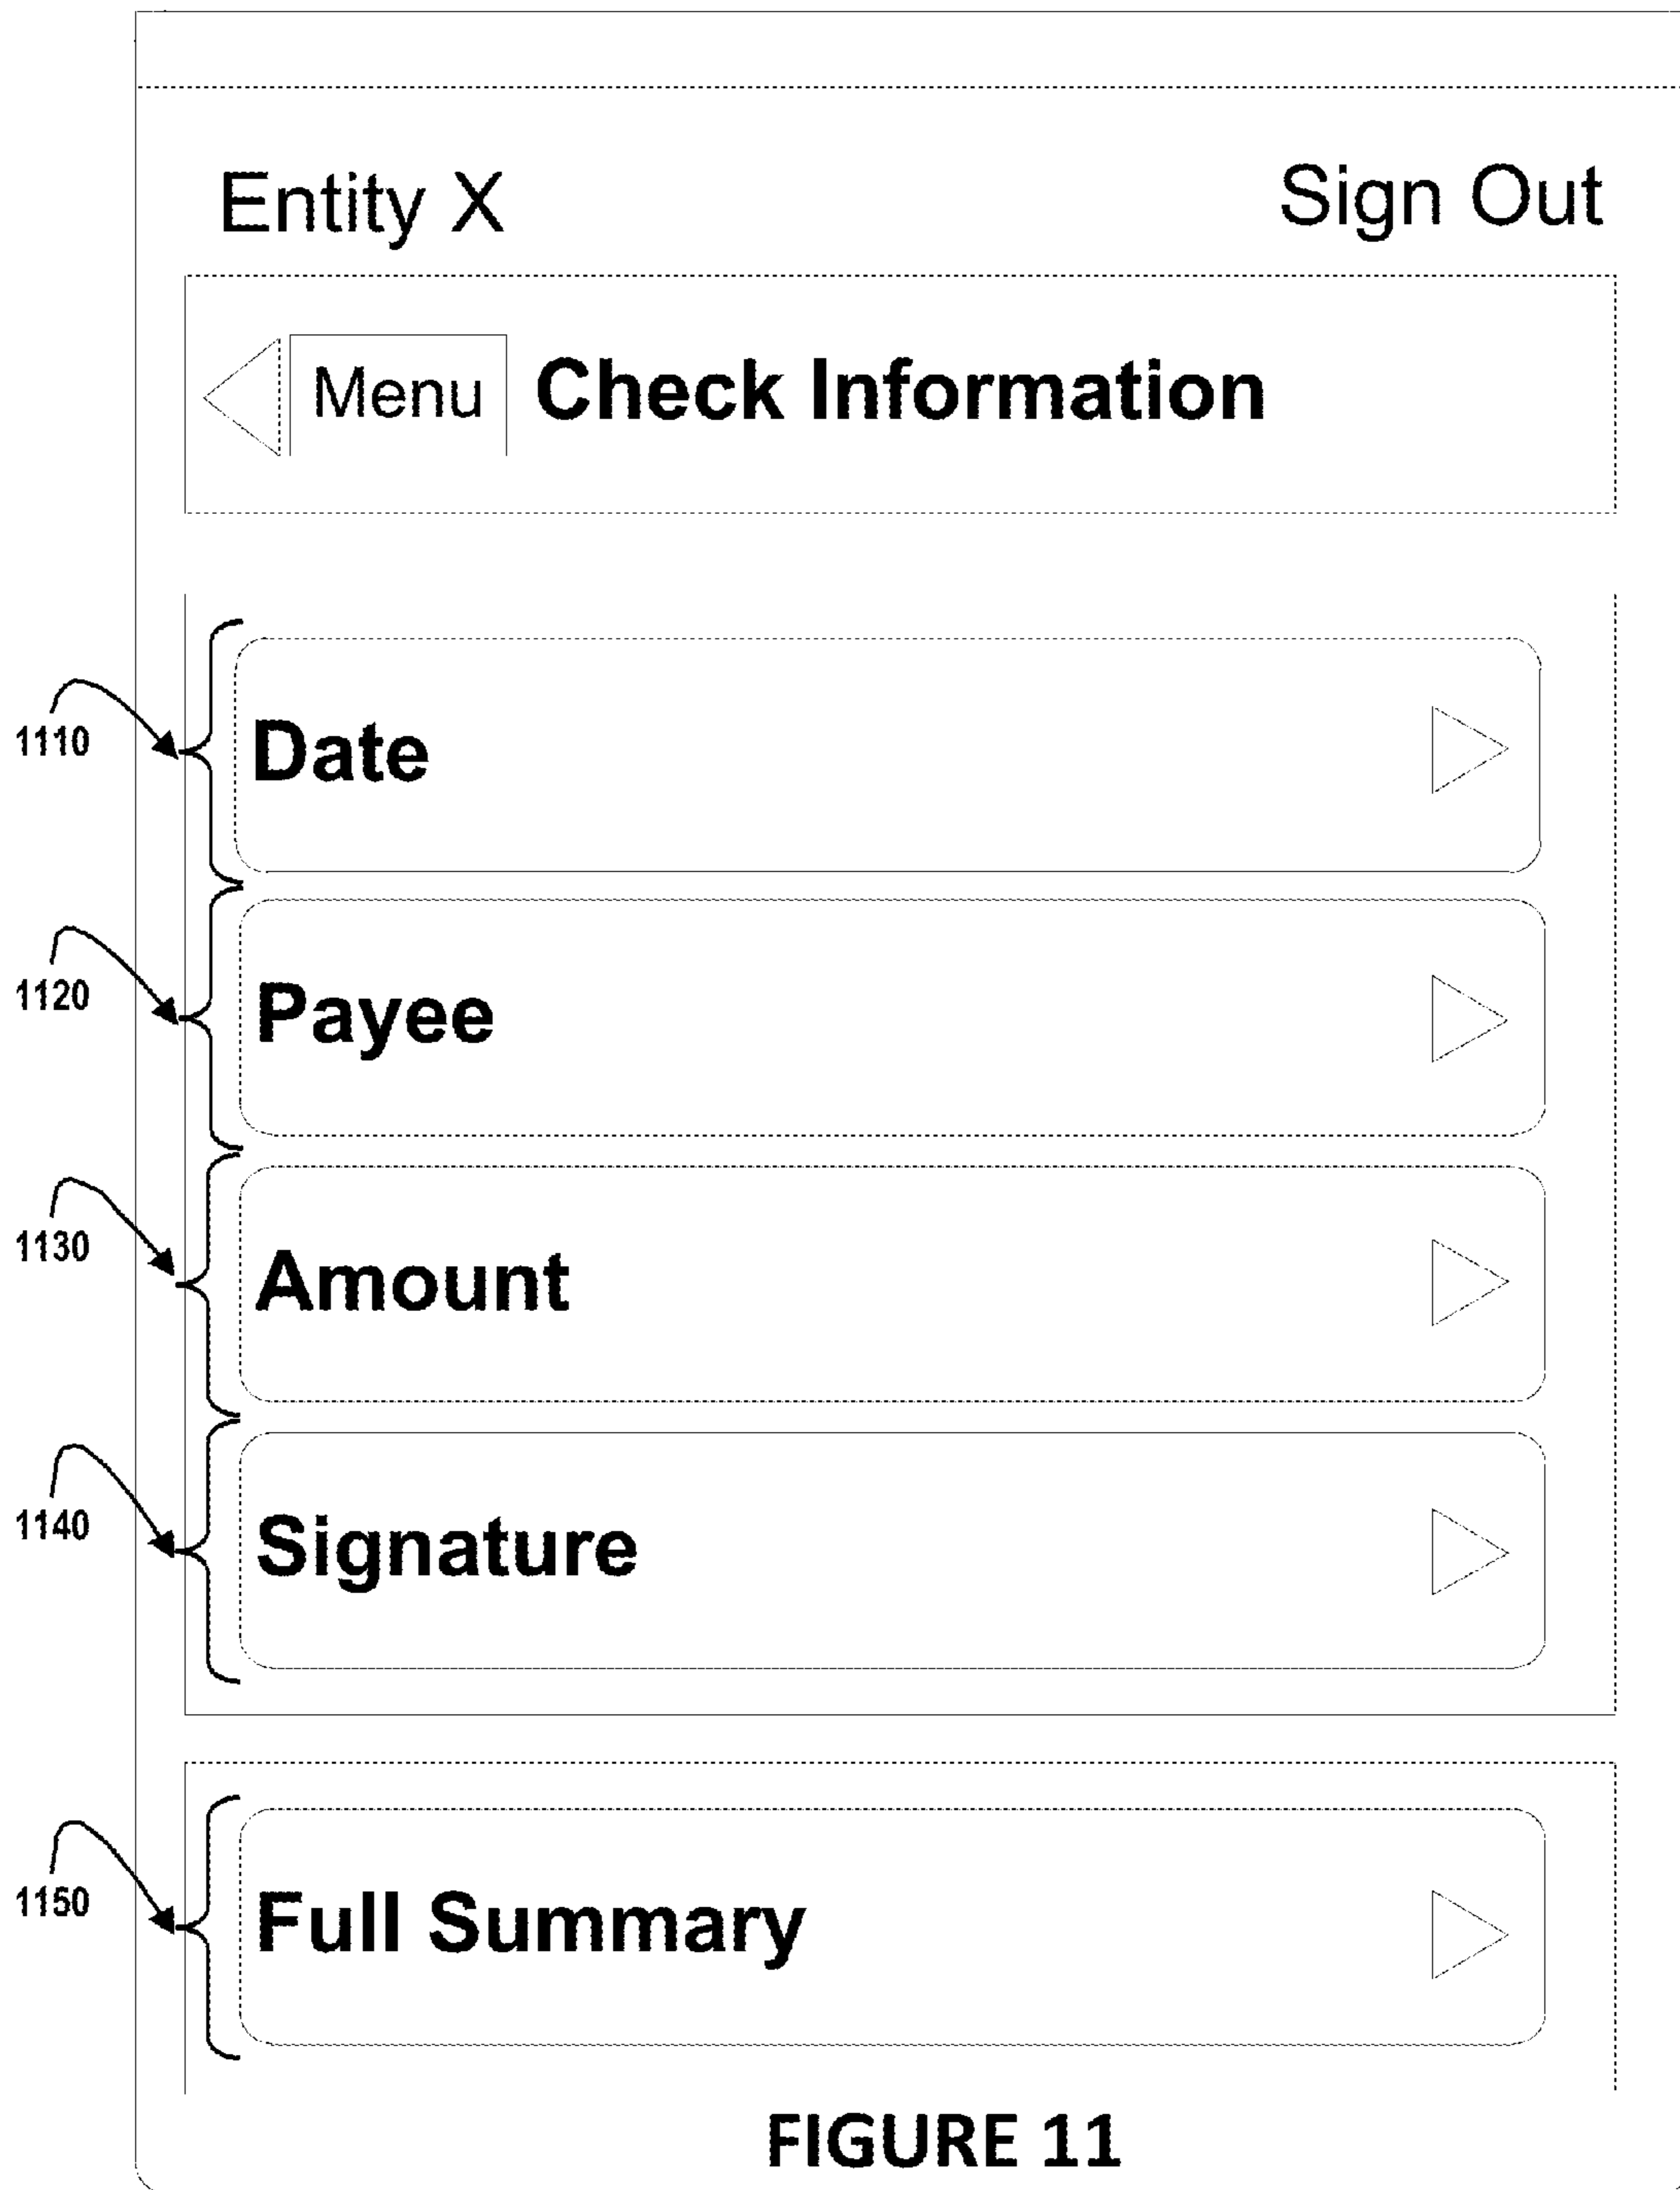 Entity X Sign Out
Menu Check Information
1110 Date
1120 Payee
1130 Amount
1140 Signature
1150 Full Summary
FIGURE 11